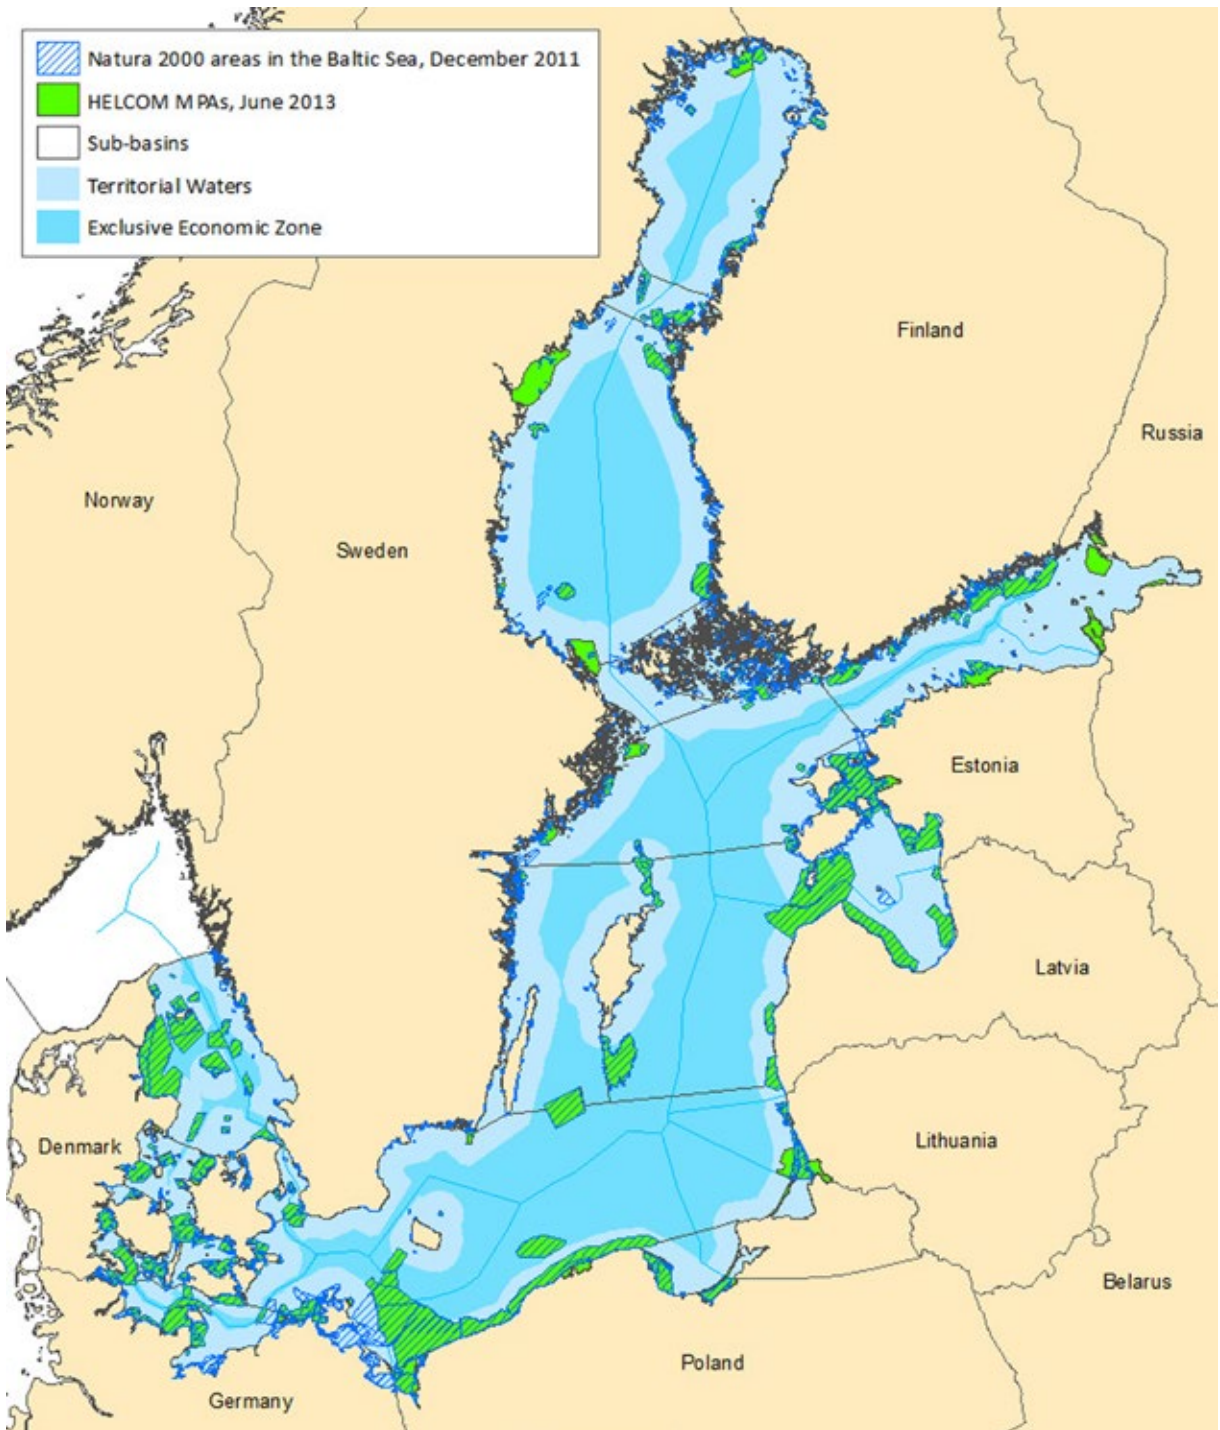 Natura 2000 areas in the Baltic Sea, December 2011
HELCOM MPAs, June 2013
Sub-basins
Territorial Waters
Exclusive Economic Zone
Finland
Russia
Norway
Sweden
Estonia
Latvia
Denmark
Lithuania
Belarus
Poland
Germany